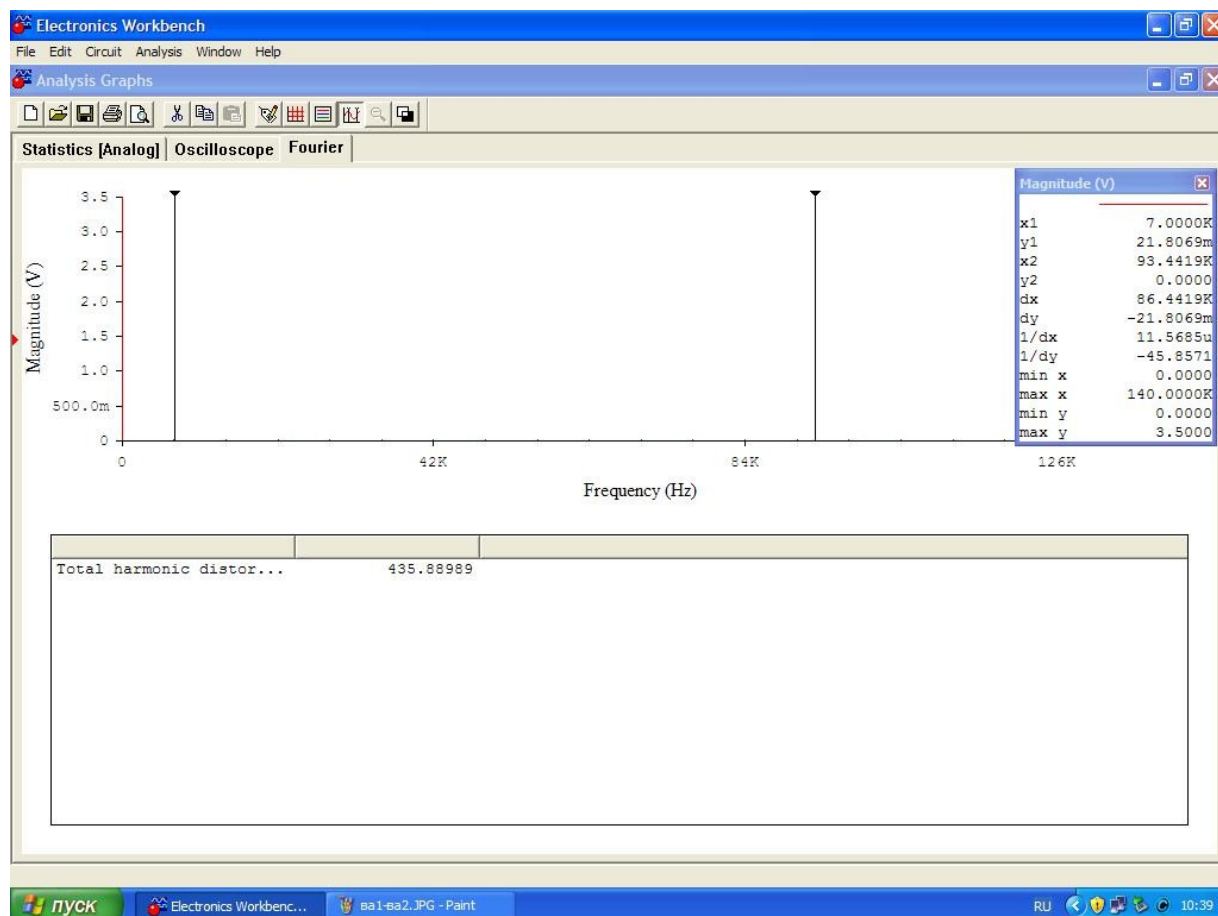 Electronics Workbench
File Edit Circuit Analysis Window Help
Analysis Graphs
Statistics [Analog] Oscilloscope Fourier
Magnitude (V)
3.5
3.0
2.5
2.0
1.5
1.0
500.0m
0
0 42K 84K 126K
Frequency (Hz)
Magnitude (V)
x1 7.0000K
y1 21.8069m
x2 93.4419K
y2 0.0000
dx 86.4419K
dy -21.8069m
1/dx 11.5685u
1/dy -45.8571
min x 0.0000
max x 140.0000K
min y 0.0000
max y 3.5000
Total harmonic distor... 435.88989
пуск Electronics Workbenc... ва1-ва2.JPG - Paint RU 10:39